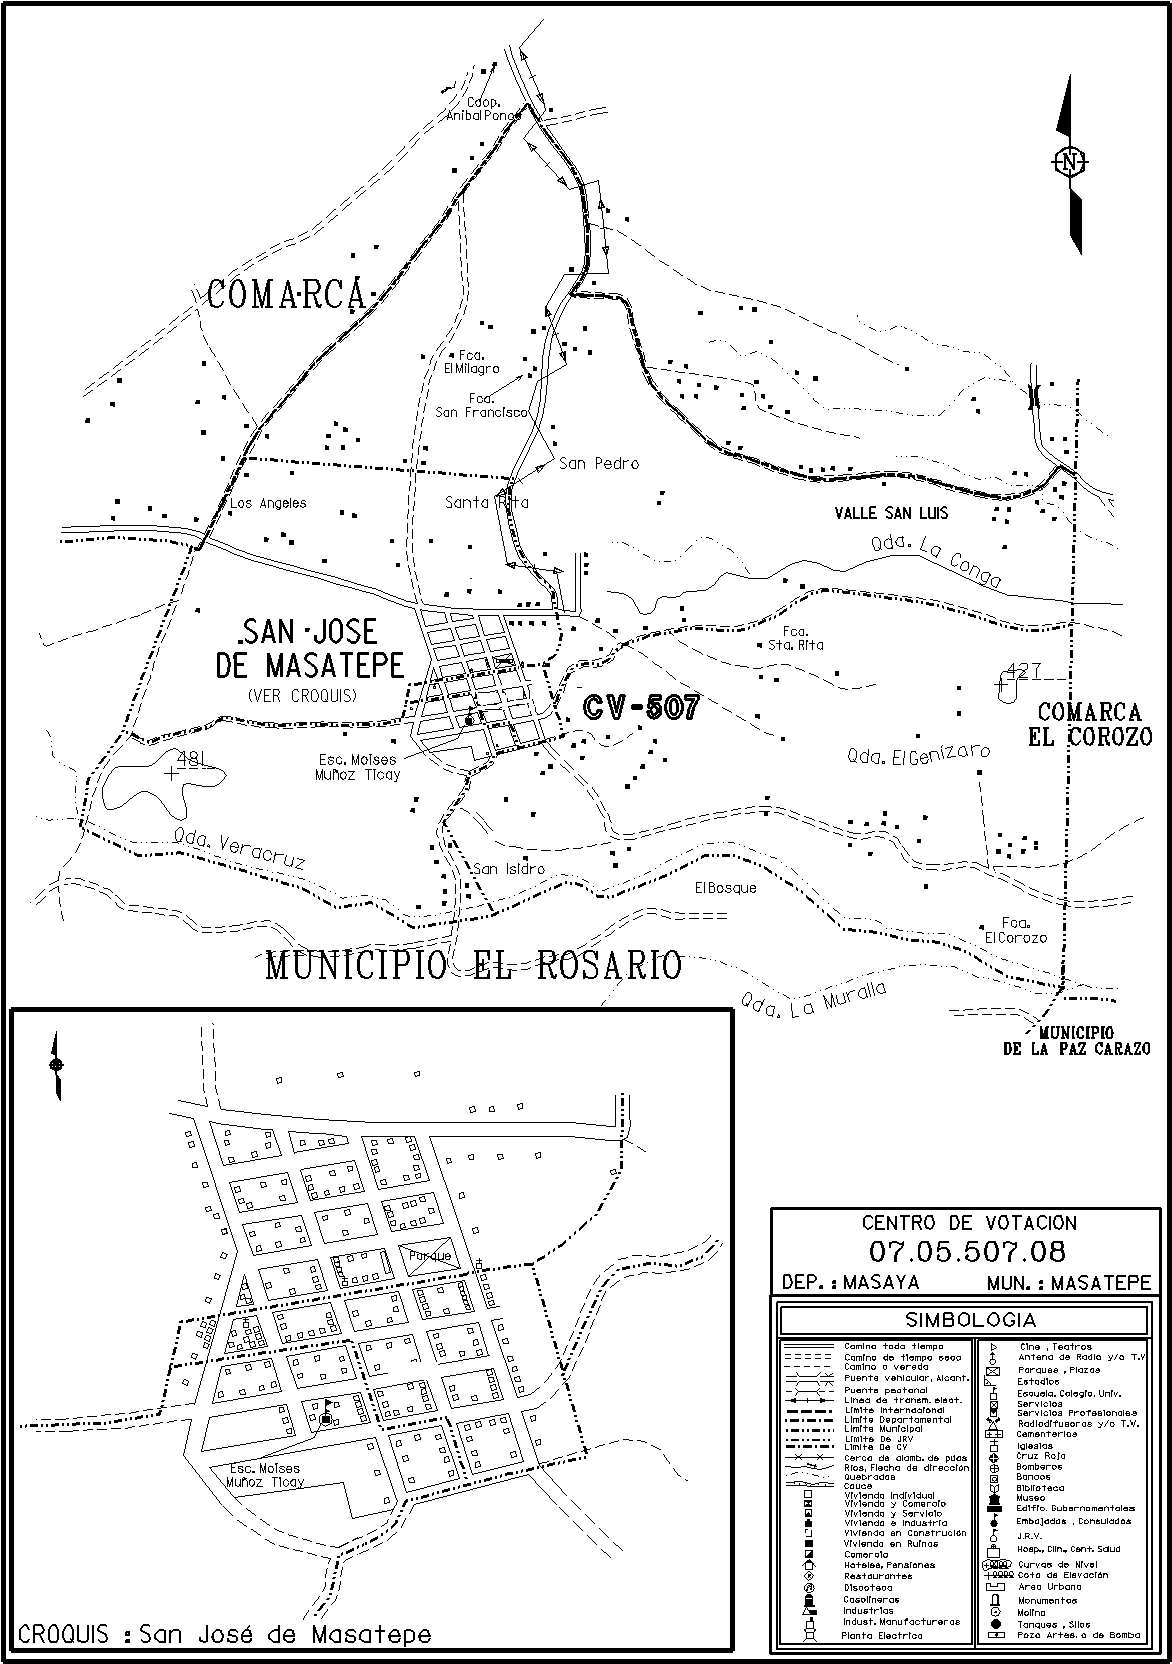 Coop.
Anibal Ponce
N
COMARCA
Fca.
El Milagro
Fca.
San Francisco
San Pedro
Santa Rita
Los Angeles
VALLE SAN LUIS
Qda. La Conga
SAN JOSE
DE MASATEPE
(VER CROQUIS)
Fca.
Sta. Rita
427
CV-507
COMARCA
EL COROZO
Qda. El Genízaro
481
Esc. Moises
Muñoz Ticay
Qda. Veracruz
San Isidro
El Bosque
Fca.
El Corozo
MUNICIPIO EL ROSARIO
Qda. La Muralla
MUNICIPIO
DE LA PAZ CARAZO
Parque
Esc. Moises
Muñoz Ticay
CROQUIS : San José de Masatepe
CENTRO DE VOTACION
07.05.507.08
DEP. : MASAYA MUN. : MASATEPE
SIMBOLOGIA
Camino todo tiempo
Camino de tiempo seco
Camino o vereda
Puente vehicular, Alcant.
Puente peatonal
Linea de transm. elect.
Limite Internacional
Limite Departamental
Limite Municipal
Limite De JRV
Limite De CV
Cerca de alamb. de puas
Rios, Flecha de dirección
Quebradas
Cauce
Vivienda Individual
Vivienda y Comercio
Vivienda y Servicio
Vivienda e Industria
Vivienda en Construción
Vivienda en Ruinas
Comercio
Hoteles, Pensiones
Restaurantes
Discoteca
Gasolineras
Industrias
Indust. Manufactureras
Planta Electrica
Cine , Teatros
Antena de Radio y/o T.V
Parques , Plazas
Estadios
Escuela. Colegio. Univ.
Servicios
Servicios Profesionales
Radiodifusoras y/o T.V.
Cementerios
Iglesias
Cruz Roja
Bomberos
Bancos
Biblioteca
Museo
Edific. Gubernamentales
Embajadas , Consulados
J.R.V.
Hosp., Clin., Cent. Salud
Curvas de Nivel
Cota de Elevación
Area Urbana
Monumentos
Molino
Tanques , Silos
Pozo Artes. o de Bomba